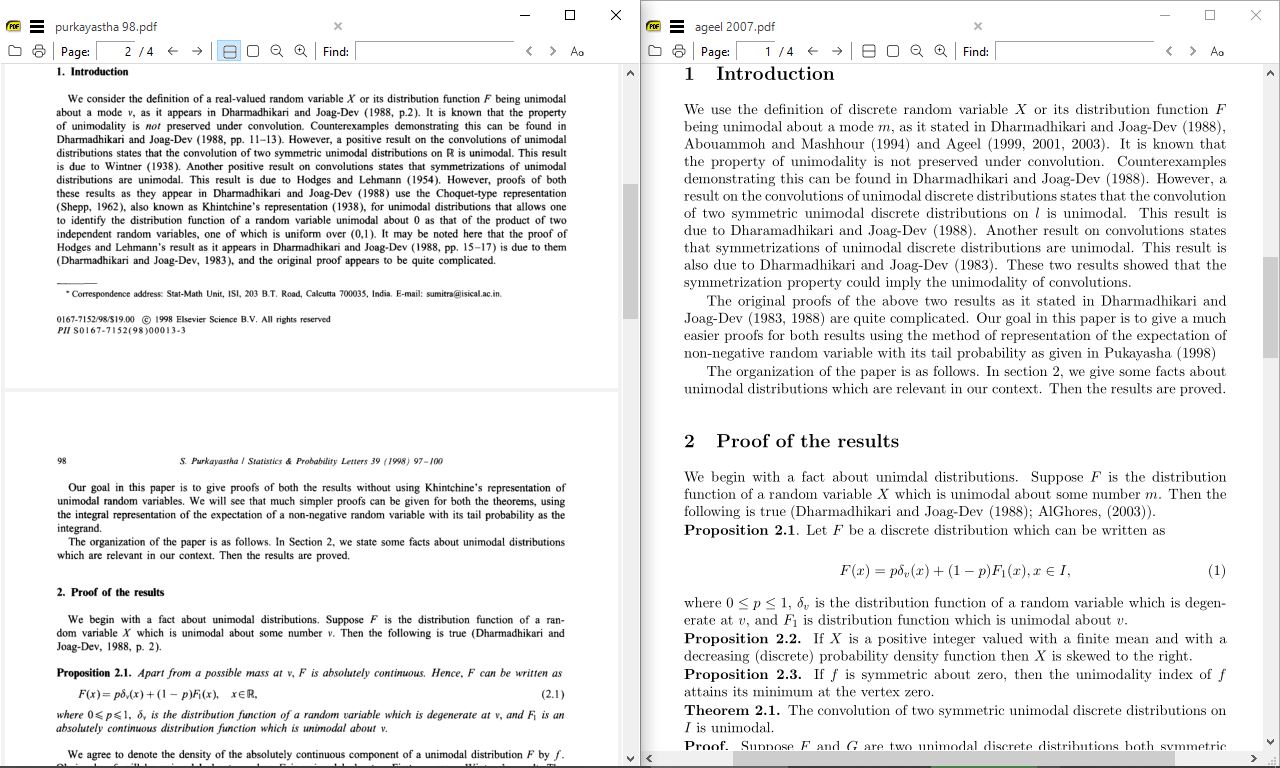 purkayastha 98.pdf
Page: 2 / 4 Find: Aa
1. Introduction
We consider the definition of a real-valued random variable X or its distribution function F being unimodal
about a mode ν, as it appears in Dharmadhikari and Joag-Dev (1988, p.2). It is known that the property
of unimodality is not preserved under convolution. Counterexamples demonstrating this can be found in
Dharmadhikari and Joag-Dev (1988, pp. 11–13). However, a positive result on the convolutions of unimodal
distributions states that the convolution of two symmetric unimodal distributions on ℝ is unimodal. This result
is due to Wintner (1938). Another positive result on convolutions states that symmetrizations of unimodal
distributions are unimodal. This result is due to Hodges and Lehmann (1954). However, proofs of both
these results as they appear in Dharmadhikari and Joag-Dev (1988) use the Choquet-type representation
(Shepp, 1962), also known as Khintchine's representation (1938), for unimodal distributions that allows one
to identify the distribution function of a random variable unimodal about 0 as that of the product of two
independent random variables, one of which is uniform over (0,1). It may be noted here that the proof of
Hodges and Lehmann's result as it appears in Dharmadhikari and Joag-Dev (1988, pp. 15–17) is due to them
(Dharmadhikari and Joag-Dev, 1983), and the original proof appears to be quite complicated.
* Correspondence address: Stat-Math Unit, ISI, 203 B.T. Road, Calcutta 700035, India. E-mail: sumitra@isical.ac.in.
0167-7152/98/$19.00 © 1998 Elsevier Science B.V. All rights reserved
PII S0167-7152(98)00013-3
98 S. Purkayastha / Statistics & Probability Letters 39 (1998) 97–100
Our goal in this paper is to give proofs of both the results without using Khintchine's representation of
unimodal random variables. We will see that much simpler proofs can be given for both the theorems, using
the integral representation of the expectation of a non-negative random variable with its tail probability as the
integrand.
The organization of the paper is as follows. In Section 2, we state some facts about unimodal distributions
which are relevant in our context. Then the results are proved.
2. Proof of the results
We begin with a fact about unimodal distributions. Suppose F is the distribution function of a ran-
dom variable X which is unimodal about some number ν. Then the following is true (Dharmadhikari and
Joag-Dev, 1988, p. 2).
Proposition 2.1. Apart from a possible mass at ν, F is absolutely continuous. Hence, F can be written as
F(x) = pδᵥ(x) + (1 − p)F₁(x), x∈ℝ, (2.1)
where 0⩽p⩽1, δᵥ is the distribution function of a random variable which is degenerate at ν, and F₁ is an
absolutely continuous distribution function which is unimodal about ν.
We agree to denote the density of the absolutely continuous component of a unimodal distribution F by f.
ageel 2007.pdf
Page: 1 / 4 Find: Aa
1 Introduction
We use the definition of discrete random variable X or its distribution function F
being unimodal about a mode m, as it stated in Dharmadhikari and Joag-Dev (1988),
Abouammoh and Mashhour (1994) and Ageel (1999, 2001, 2003). It is known that
the property of unimodality is not preserved under convolution. Counterexamples
demonstrating this can be found in Dharmadhikari and Joag-Dev (1988). However, a
result on the convolutions of unimodal discrete distributions states that the convolution
of two symmetric unimodal discrete distributions on l is unimodal. This result is
due to Dharamadhikari and Joag-Dev (1988). Another result on convolutions states
that symmetrizations of unimodal discrete distributions are unimodal. This result is
also due to Dharmadhikari and Joag-Dev (1983). These two results showed that the
symmetrization property could imply the unimodality of convolutions.
The original proofs of the above two results as it stated in Dharmadhikari and
Joag-Dev (1983, 1988) are quite complicated. Our goal in this paper is to give a much
easier proofs for both results using the method of representation of the expectation of
non-negative random variable with its tail probability as given in Pukayasha (1998)
The organization of the paper is as follows. In section 2, we give some facts about
unimodal distributions which are relevant in our context. Then the results are proved.
2 Proof of the results
We begin with a fact about unimdal distributions. Suppose F is the distribution
function of a random variable X which is unimodal about some number m. Then the
following is true (Dharmadhikari and Joag-Dev (1988); AlGhores, (2003)).
Proposition 2.1. Let F be a discrete distribution which can be written as
F(x) = pδᵥ(x) + (1 − p)F₁(x), x ∈ I, (1)
where 0 ≤ p ≤ 1, δᵥ is the distribution function of a random variable which is degen-
erate at v, and F₁ is distribution function which is unimodal about v.
Proposition 2.2. If X is a positive integer valued with a finite mean and with a
decreasing (discrete) probability density function then X is skewed to the right.
Proposition 2.3. If f is symmetric about zero, then the unimodality index of f
attains its minimum at the vertex zero.
Theorem 2.1. The convolution of two symmetric unimodal discrete distributions on
I is unimodal.
Proof. Suppose F and G are two unimodal discrete distributions both symmetric